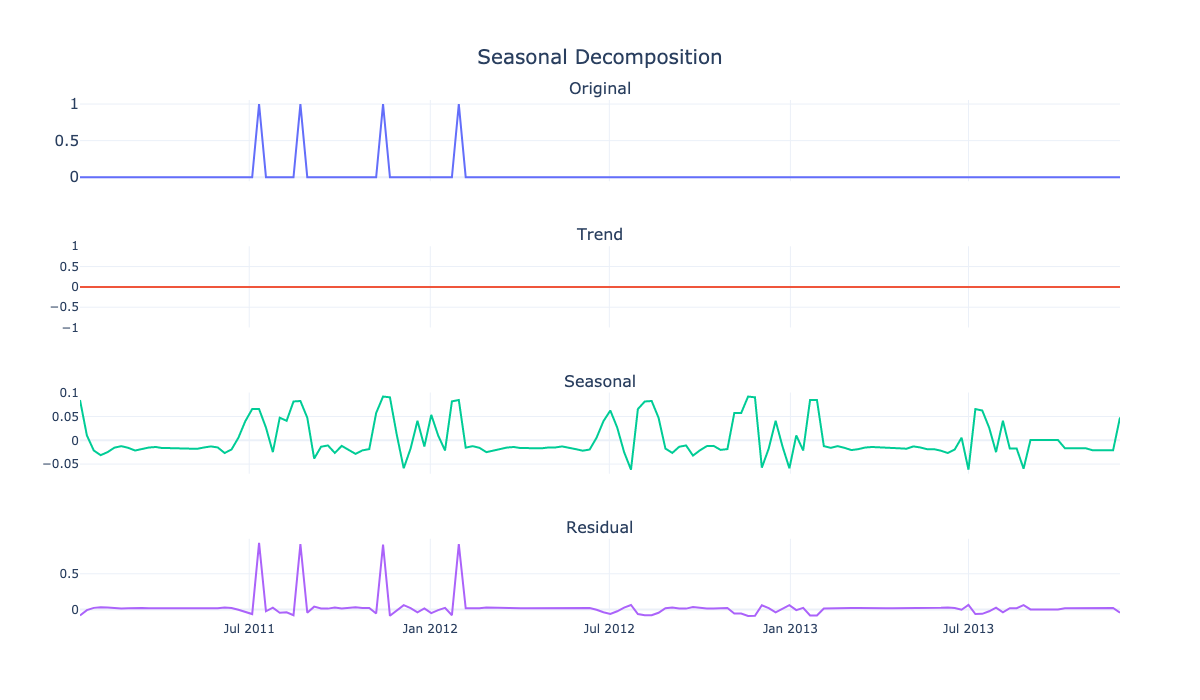 Seasonal Decomposition
Original
1
0.5
0
Trend
1
0.5
0
−0.5
−1
Seasonal
0.1
0.05
0
−0.05
Residual
0.5
0
Jul 2011 Jan 2012 Jul 2012 Jan 2013 Jul 2013